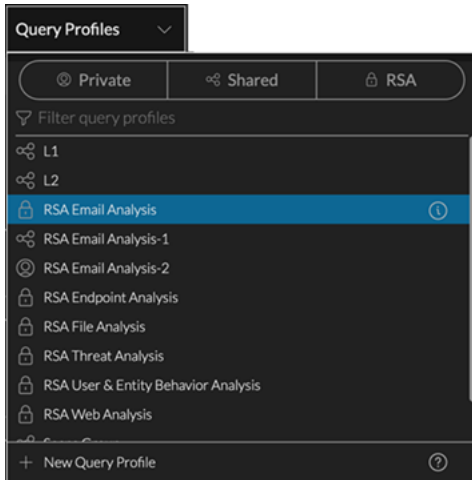 Query Profiles
Private Shared RSA
Filter query profiles
L1
L2
RSA Email Analysis
RSA Email Analysis-1
RSA Email Analysis-2
RSA Endpoint Analysis
RSA File Analysis
RSA Threat Analysis
RSA User & Entity Behavior Analysis
RSA Web Analysis
+ New Query Profile ?